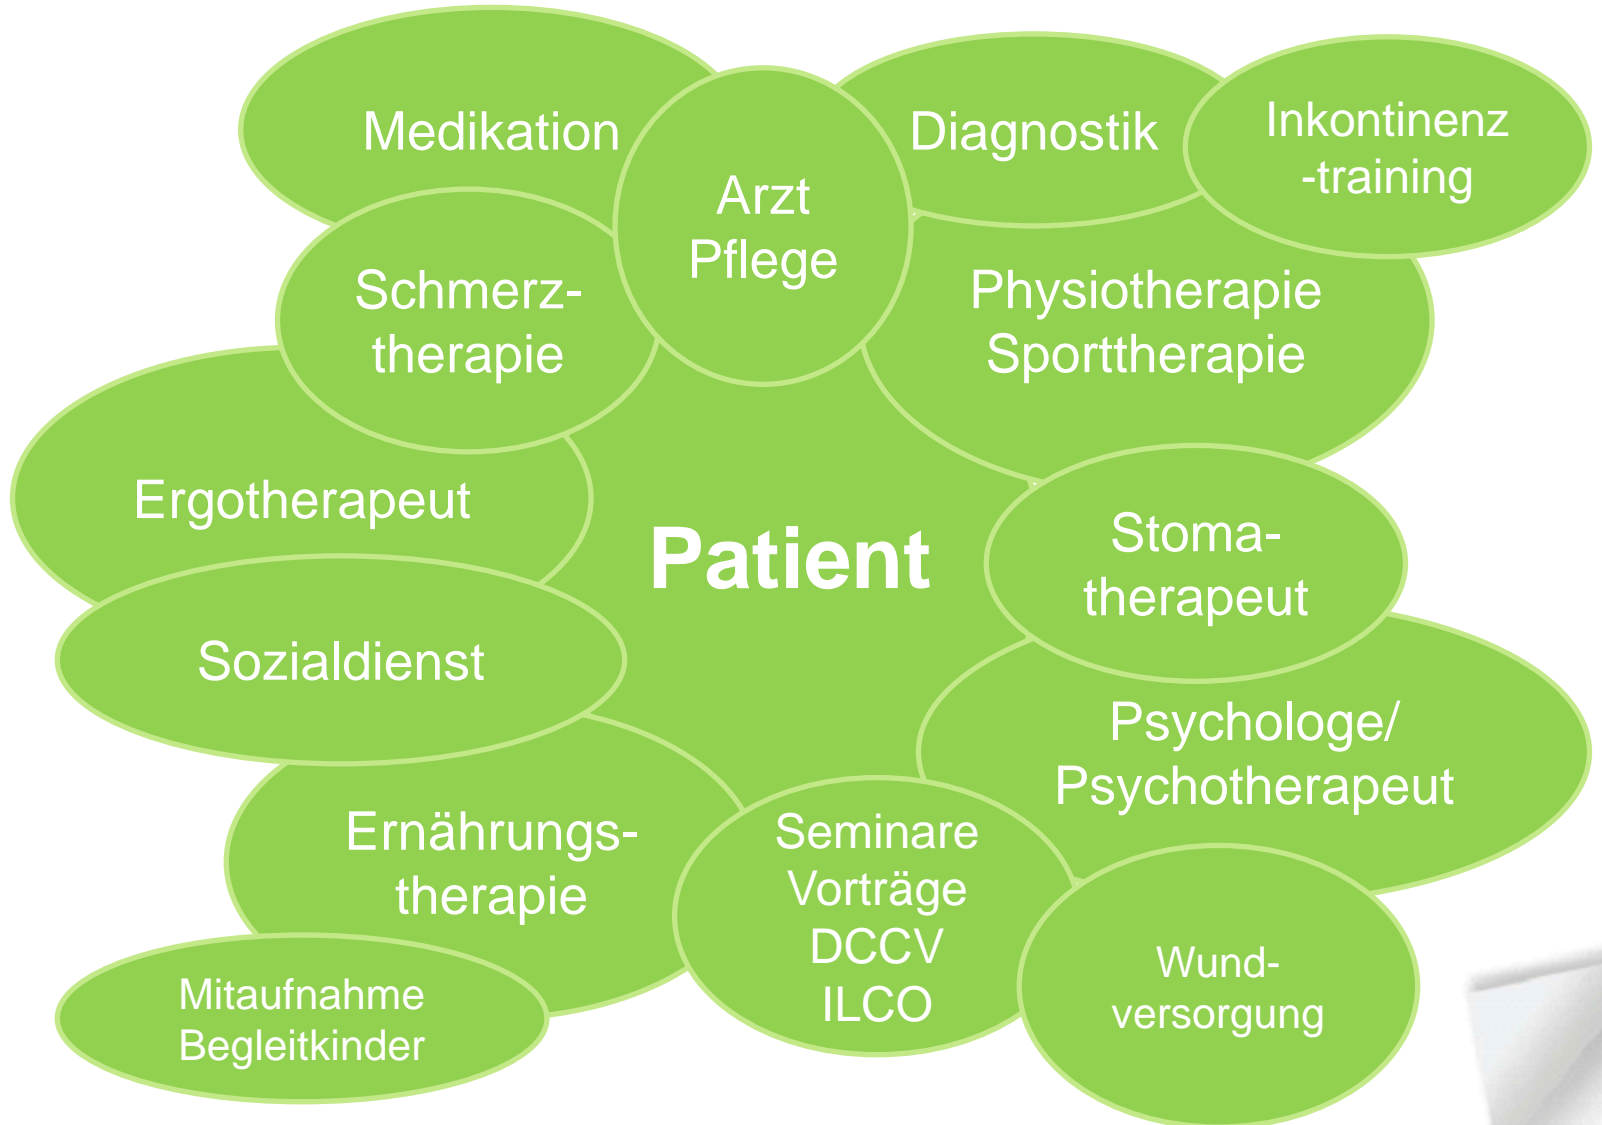 Medikation
Arzt
Pflege
Diagnostik
Inkontinenz
-training
Schmerz-
therapie
Physiotherapie
Sporttherapie
Ergotherapeut
Patient
Stoma-
therapeut
Sozialdienst
Psychologe/
Psychotherapeut
Ernährungs-
therapie
Seminare
Vorträge
DCCV
ILCO
Wund-
versorgung
Mitaufnahme
Begleitkinder